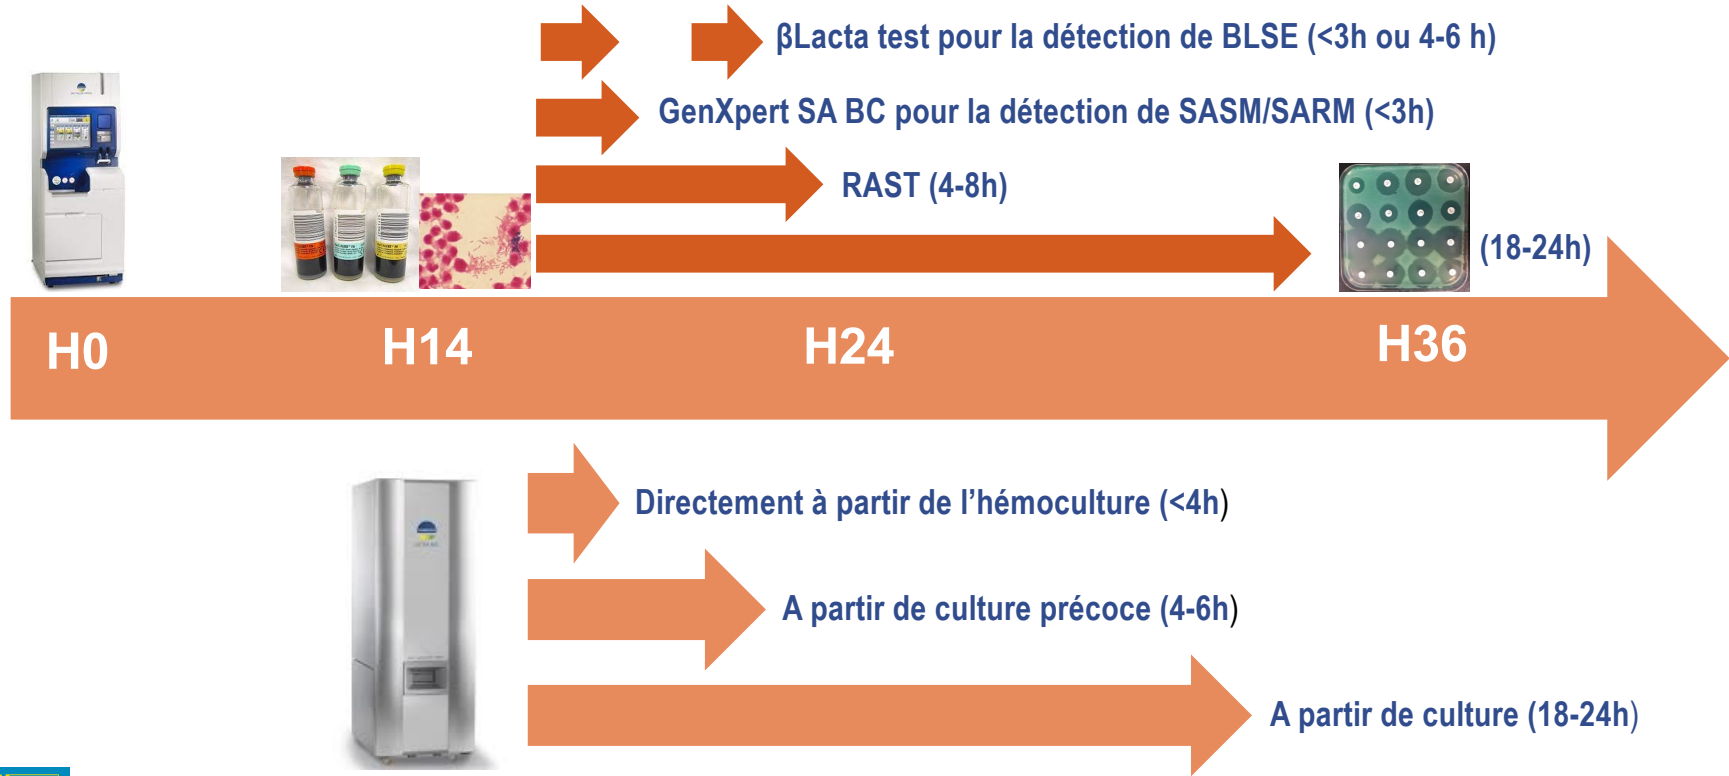 βLacta test pour la détection de BLSE (<3h ou 4-6 h)
GenXpert SA BC pour la détection de SASM/SARM (<3h)
RAST (4-8h)
(18-24h)
H0
H14
H24
H36
Directement à partir de l’hémoculture (<4h)
A partir de culture précoce (4-6h)
A partir de culture (18-24h)